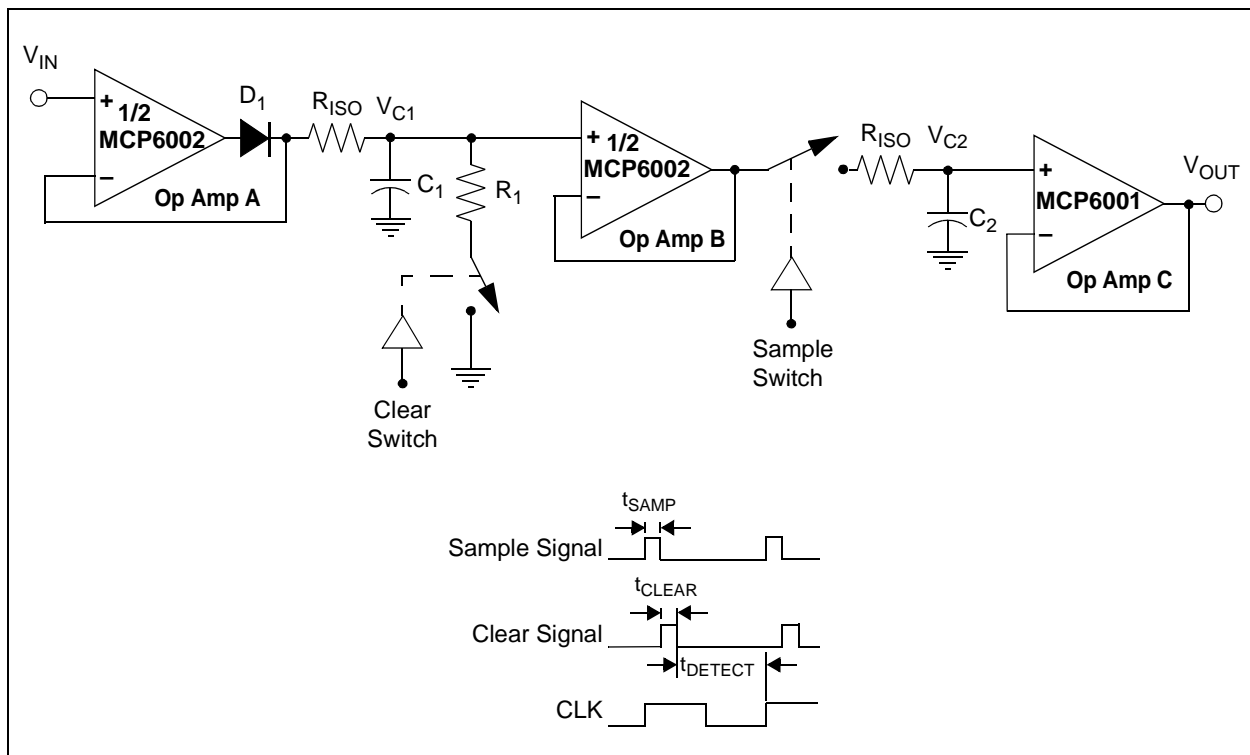 V_IN
+
1/2
MCP6002
−
Op Amp A
D_1
R_ISO
V_C1
C_1
R_1
Clear
Switch
+
1/2
MCP6002
−
Op Amp B
Sample
Switch
R_ISO
V_C2
C_2
+
MCP6001
−
Op Amp C
V_OUT
t_SAMP
Sample Signal
t_CLEAR
Clear Signal
t_DETECT
CLK